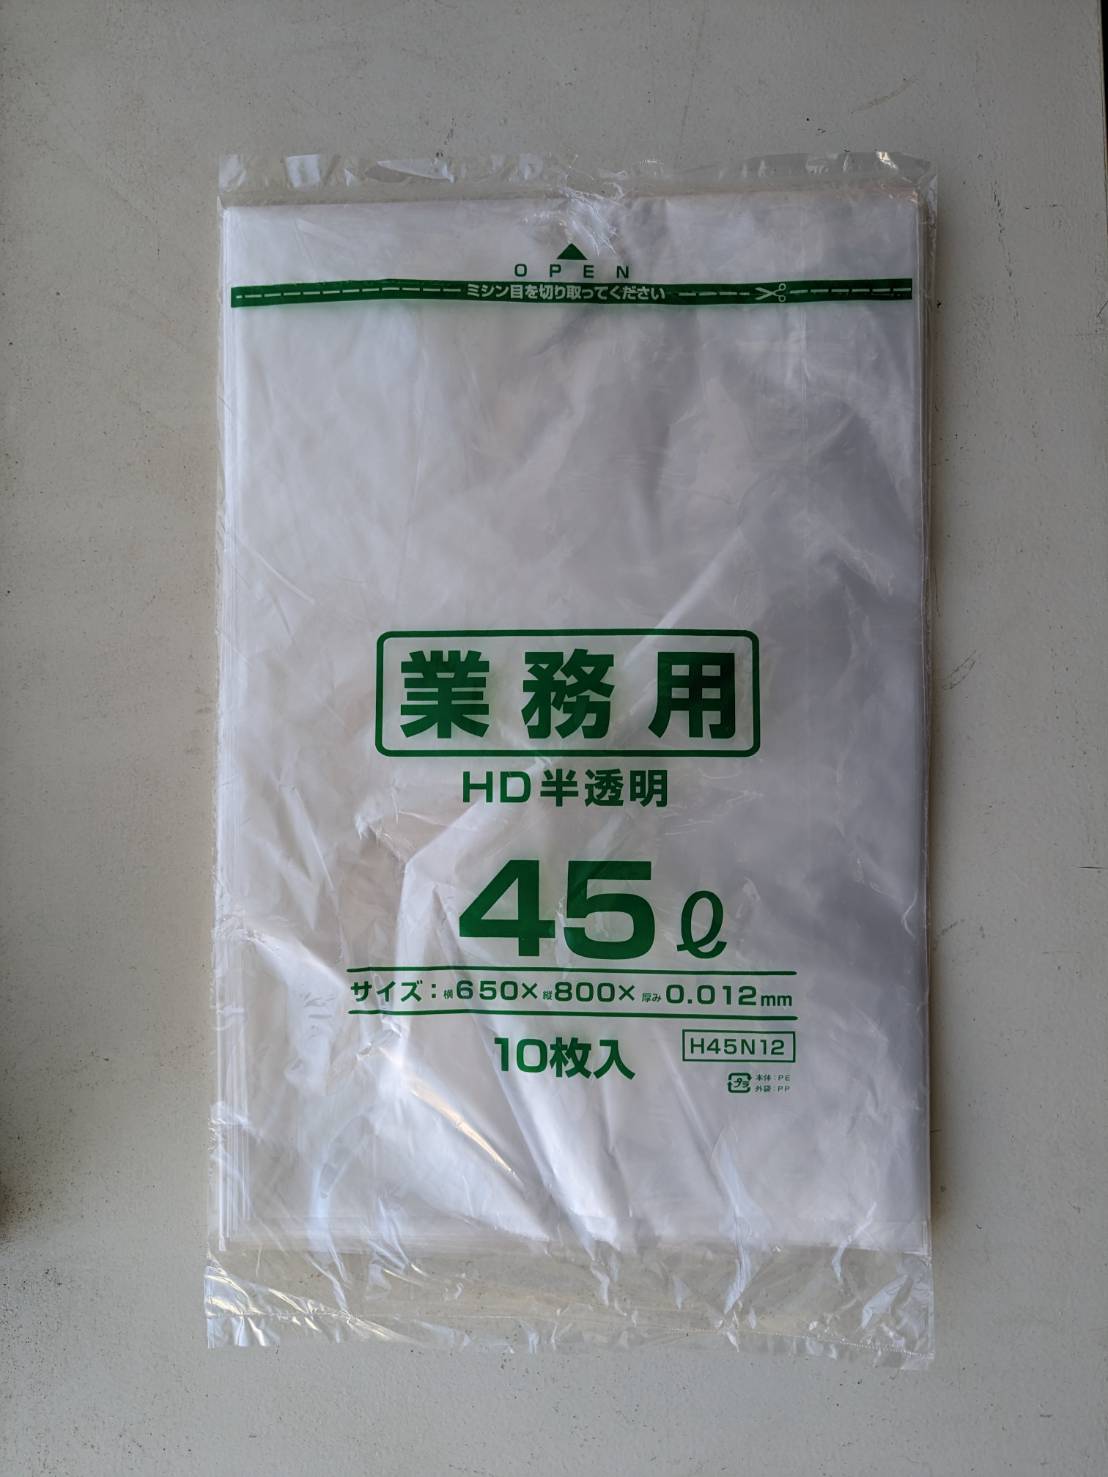 OPEN
ミシン目を切り取ってください
業務用
HD半透明
45ℓ
サイズ：横650×縦800×厚み0.012mm
10枚入
H45N12
プラ
本体：PE
外袋：PP